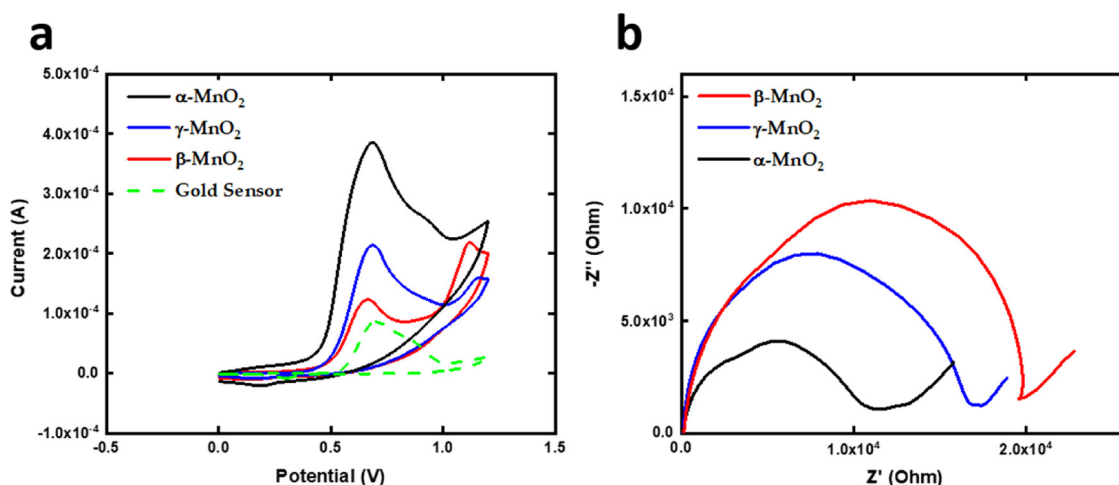 a
5.0x10⁻⁴
4.0x10⁻⁴
3.0x10⁻⁴
2.0x10⁻⁴
1.0x10⁻⁴
0.0
-1.0x10⁻⁴
-0.5
0.0
0.5
1.0
1.5
Current (A)
Potential (V)
α-MnO₂
γ-MnO₂
β-MnO₂
Gold Sensor
b
1.5x10⁴
1.0x10⁴
5.0x10³
0.0
0.0
1.0x10⁴
2.0x10⁴
-Z'' (Ohm)
Z' (Ohm)
β-MnO₂
γ-MnO₂
α-MnO₂